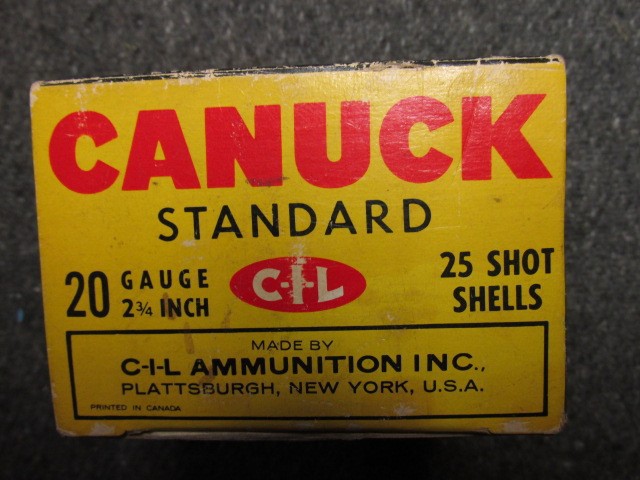 CANUCK
STANDARD
20 GAUGE
2¾ INCH
C-I-L
25 SHOT
SHELLS
MADE BY
C-I-L AMMUNITION INC.,
PLATTSBURGH, NEW YORK, U.S.A.
PRINTED IN CANADA